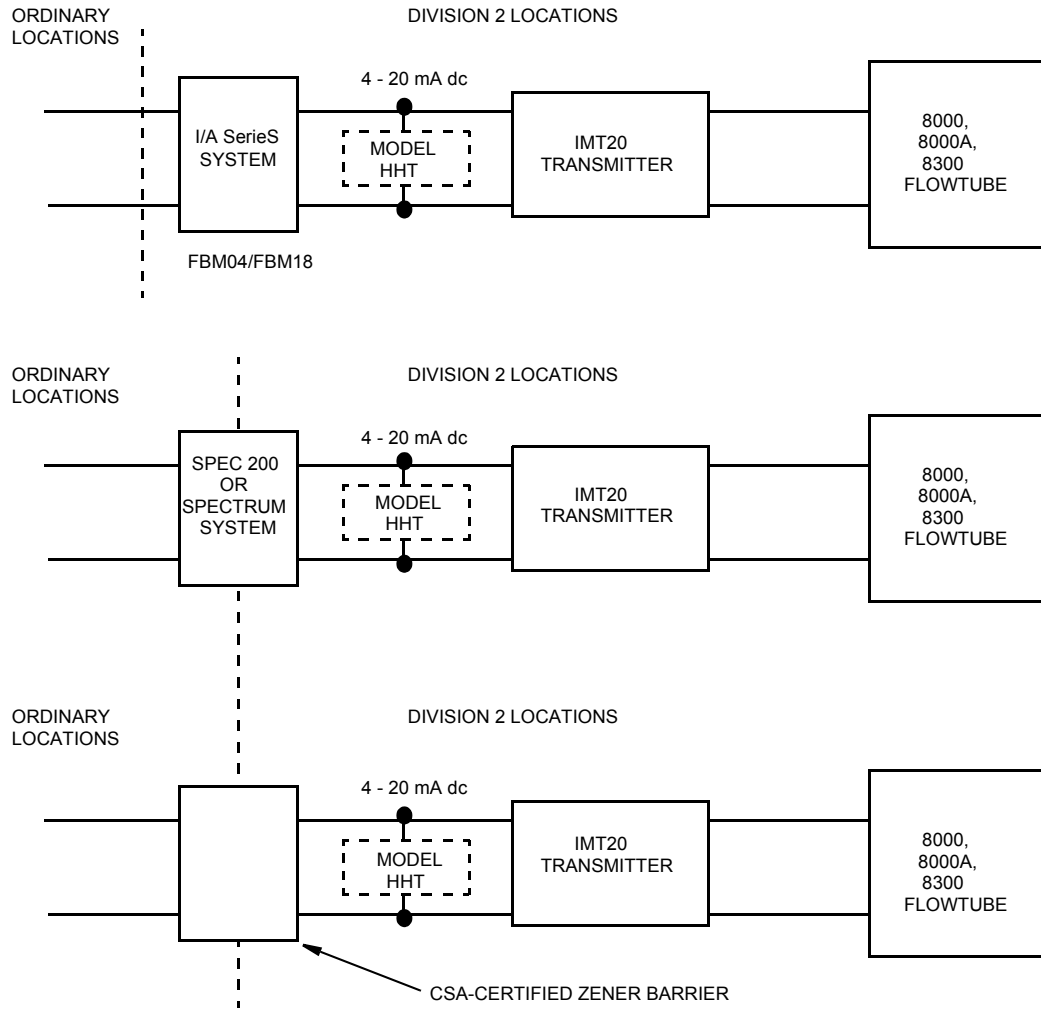 ORDINARY
LOCATIONS
DIVISION 2 LOCATIONS
4 - 20 mA dc
I/A SerieS
SYSTEM
MODEL
HHT
IMT20
TRANSMITTER
8000,
8000A,
8300
FLOWTUBE
FBM04/FBM18
ORDINARY
LOCATIONS
DIVISION 2 LOCATIONS
4 - 20 mA dc
SPEC 200
OR
SPECTRUM
SYSTEM
MODEL
HHT
IMT20
TRANSMITTER
8000,
8000A,
8300
FLOWTUBE
ORDINARY
LOCATIONS
DIVISION 2 LOCATIONS
4 - 20 mA dc
MODEL
HHT
IMT20
TRANSMITTER
8000,
8000A,
8300
FLOWTUBE
CSA-CERTIFIED ZENER BARRIER